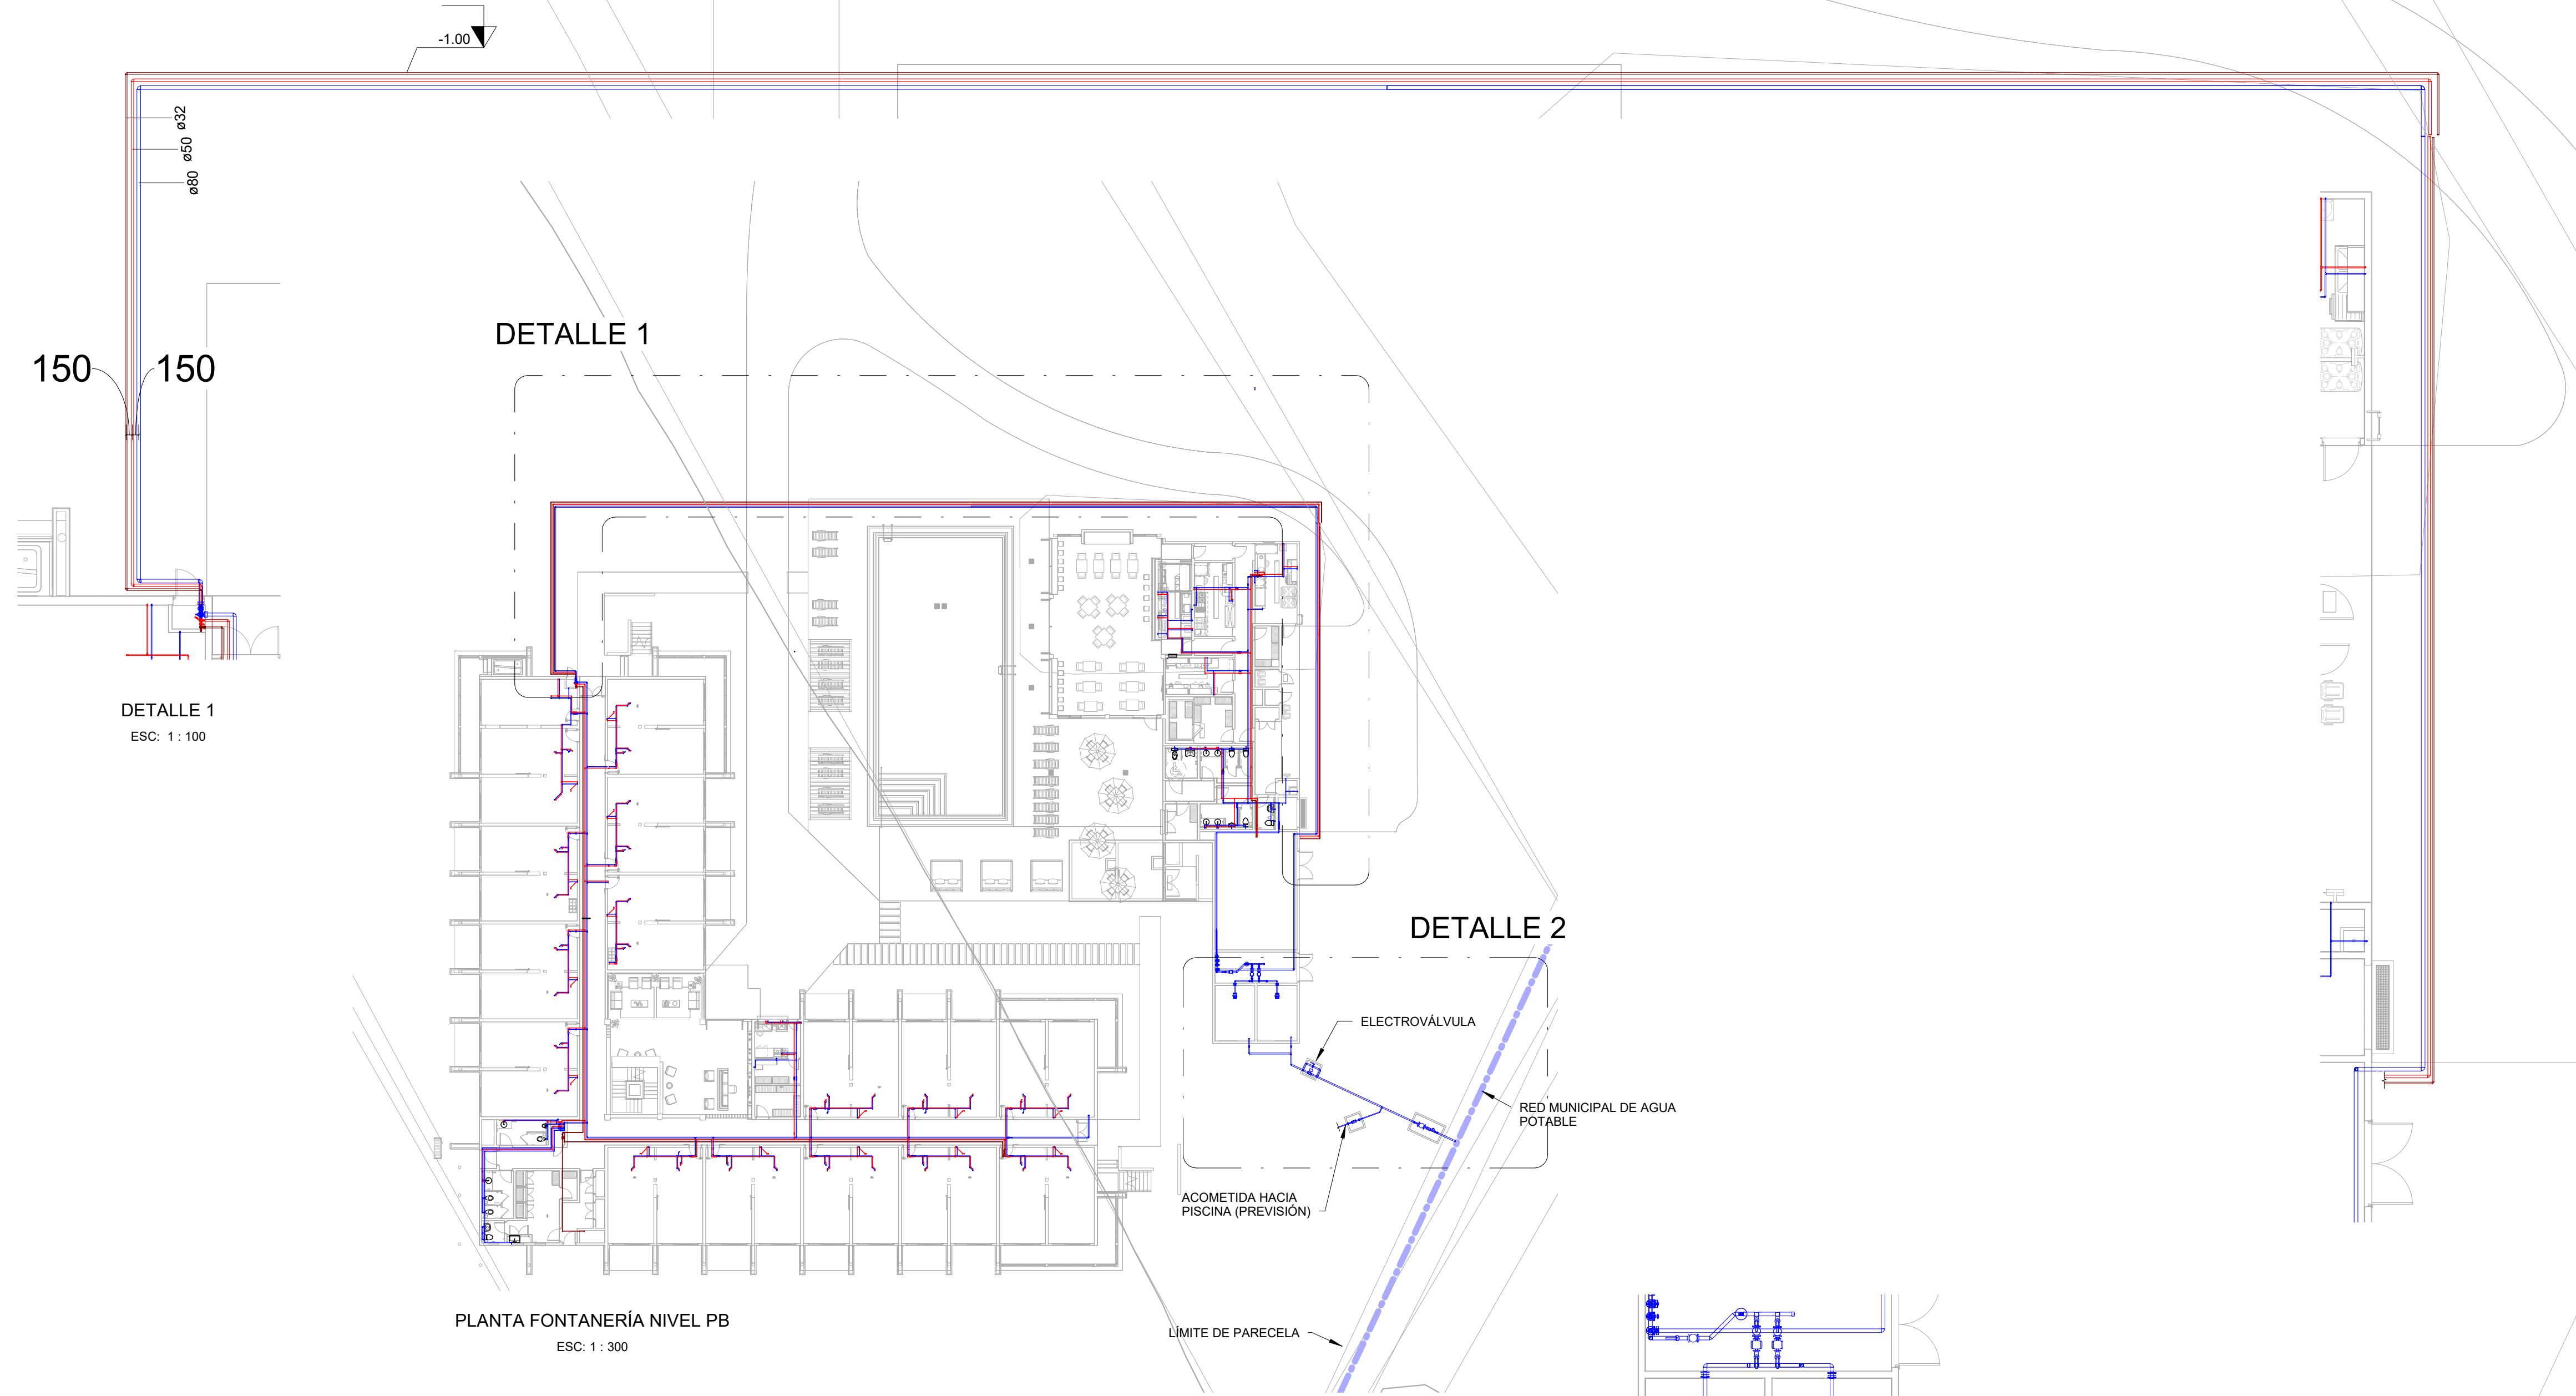 -1.00
ø32
ø50
ø80
150
150
DETALLE 1
DETALLE 1
ESC: 1 : 100
DETALLE 2
ELECTROVÁLVULA
RED MUNICIPAL DE AGUA
POTABLE
ACOMETIDA HACIA
PISCINA (PREVISIÓN)
LÍMITE DE PARECELA
PLANTA FONTANERÍA NIVEL PB
ESC: 1 : 300